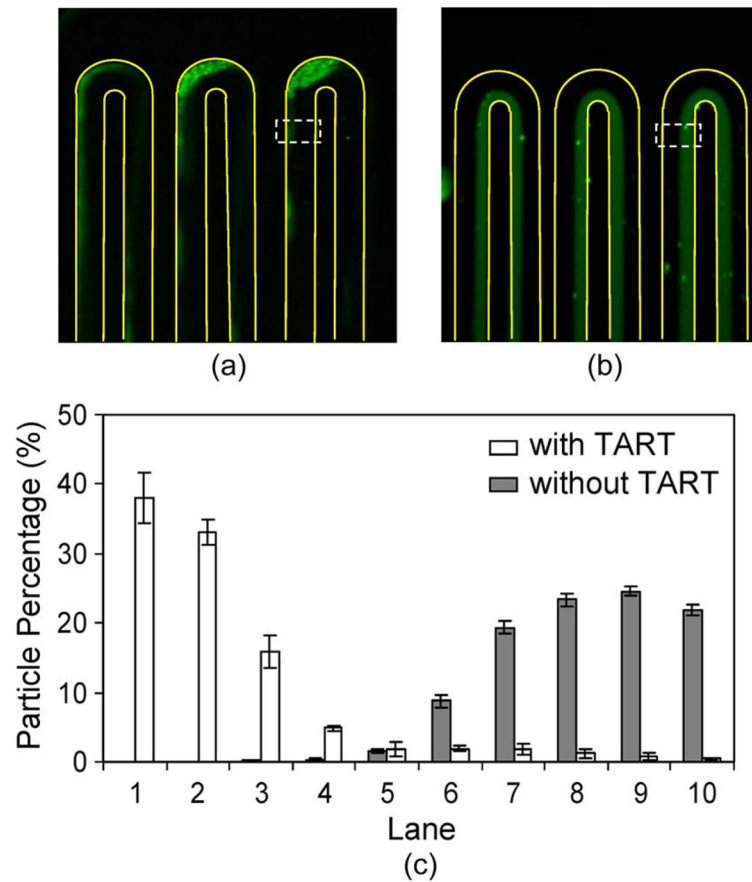 (a)
(b)
50
40
30
20
10
0
Particle Percentage (%)
with TART
without TART
1 2 3 4 5 6 7 8 9 10
Lane
(c)